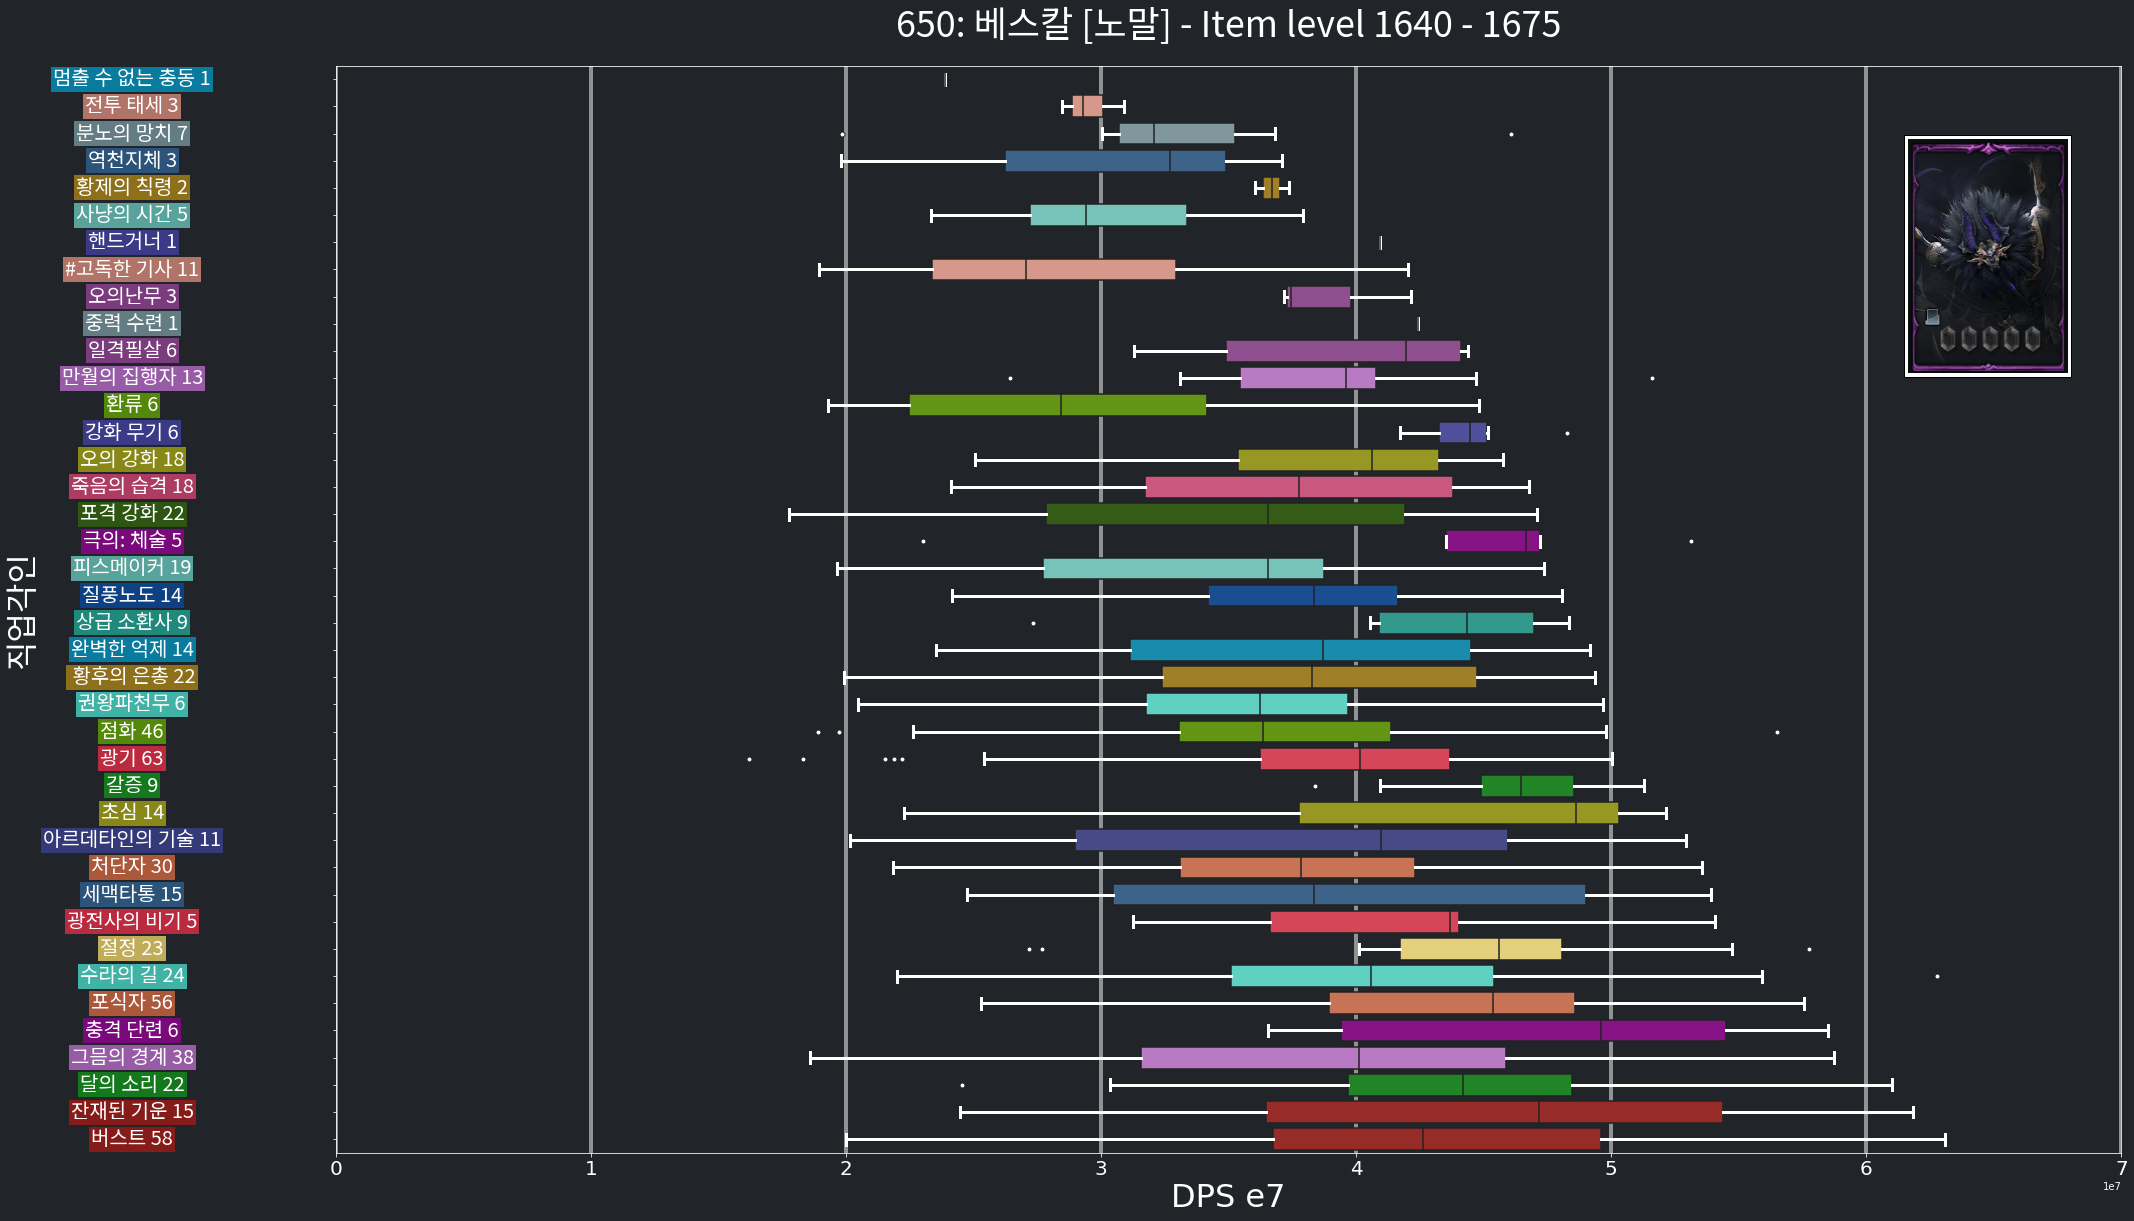 650: 베스칼 [노말] - Item level 1640 - 1675
직업각인
멈출 수 없는 충동 1
전투 태세 3
분노의 망치 7
역천지체 3
황제의 칙령 2
사냥의 시간 5
핸드거너 1
#고독한 기사 11
오의난무 3
중력 수련 1
일격필살 6
만월의 집행자 13
환류 6
강화 무기 6
오의 강화 18
죽음의 습격 18
포격 강화 22
극의: 체술 5
피스메이커 19
질풍노도 14
상급 소환사 9
완벽한 억제 14
황후의 은총 22
권왕파천무 6
점화 46
광기 63
갈증 9
초심 14
아르데타인의 기술 11
처단자 30
세맥타통 15
광전사의 비기 5
절정 23
수라의 길 24
포식자 56
충격 단련 6
그믐의 경계 38
달의 소리 22
잔재된 기운 15
버스트 58
0 1 2 3 4 5 6 7
1e7
DPS e7